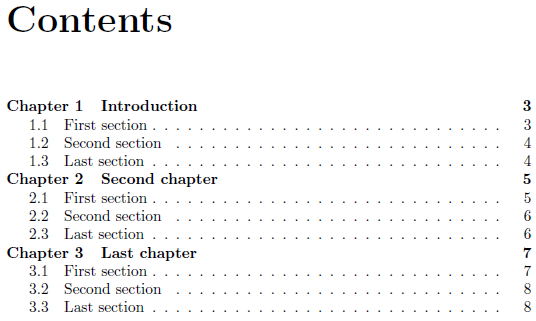 Contents
Chapter 1 Introduction 3
1.1 First section . . . . . . . . . . . . . . . . . . . . . . . . . . . . . . 3
1.2 Second section . . . . . . . . . . . . . . . . . . . . . . . . . . . . 4
1.3 Last section . . . . . . . . . . . . . . . . . . . . . . . . . . . . . . 4
Chapter 2 Second chapter 5
2.1 First section . . . . . . . . . . . . . . . . . . . . . . . . . . . . . . 5
2.2 Second section . . . . . . . . . . . . . . . . . . . . . . . . . . . . 6
2.3 Last section . . . . . . . . . . . . . . . . . . . . . . . . . . . . . . 6
Chapter 3 Last chapter 7
3.1 First section . . . . . . . . . . . . . . . . . . . . . . . . . . . . . . 7
3.2 Second section . . . . . . . . . . . . . . . . . . . . . . . . . . . . 8
3.3 Last section . . . . . . . . . . . . . . . . . . . . . . . . . . . . . . 8